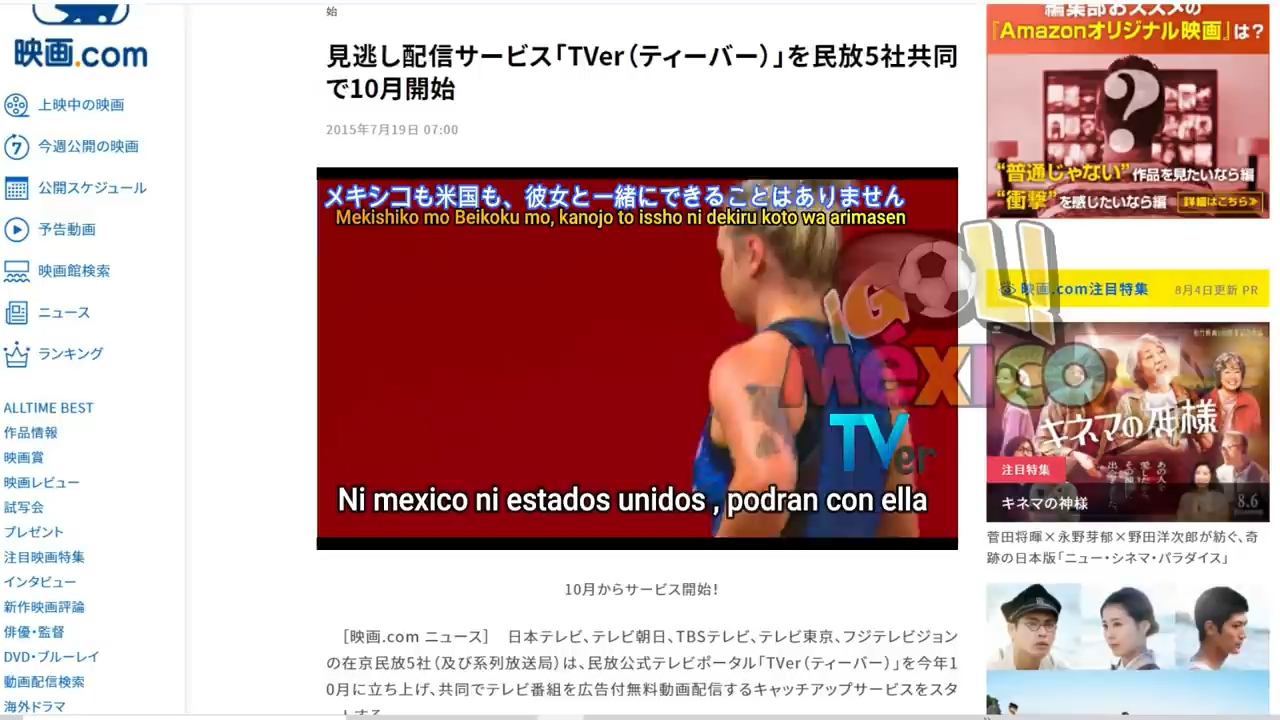 映画.com
上映中の映画
7
今週公開の映画
公開スケジュール
予告動画
映画館検索
ニュース
ランキング
ALLTIME BEST
作品情報
映画賞
映画レビュー
試写会
プレゼント
注目映画特集
インタビュー
新作映画評論
俳優・監督
DVD・ブルーレイ
動画配信検索
海外ドラマ
始
見逃し配信サービス「TVer（ティーバー）」を民放5社共同
で10月開始
2015年7月19日 07:00
メキシコも米国も、彼女と一緒にできることはありません
Mekishiko mo Beikoku mo, kanojo to issho ni dekiru koto wa arimasen
¡GOL!!
México
TVer
Ni mexico ni estados unidos , podran con ella
10月からサービス開始！
［映画.com ニュース］　日本テレビ、テレビ朝日、TBSテレビ、テレビ東京、フジテレビジョン
の在京民放5社（及び系列放送局）は、民放公式テレビポータル「TVer（ティーバー）」を今年1
0月に立ち上げ、共同でテレビ番組を広告付無料動画配信するキャッチアップサービスをスタ
ートする
編集部おススメの
『Amazonオリジナル映画』は？
?
“普通じゃない”作品を見たいなら編
“衝撃”を感じたいなら編
詳細はこちら≫
映画.com注目特集
8月4日更新 PR
キネマの神様
注目特集
キネマの神様
8.6
菅田将暉×永野芽郁×野田洋次郎が紡ぐ、奇
跡の日本版「ニュー・シネマ・パラダイス」